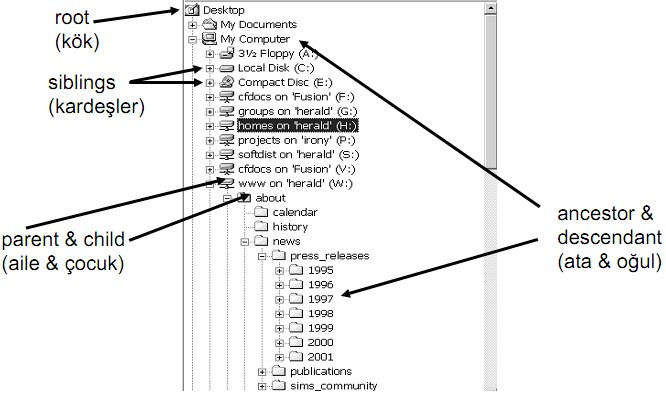 root
(kök)
siblings
(kardeşler)
parent & child
(aile & çocuk)
Desktop
My Documents
My Computer
3½ Floppy (A:)
Local Disk (C:)
Compact Disc (E:)
cfdocs on 'Fusion' (F:)
groups on 'herald' (G:)
homes on 'herald' (H:)
projects on 'irony' (P:)
softdist on 'herald' (S:)
cfdocs on 'Fusion' (V:)
www on 'herald' (W:)
about
calendar
history
news
press_releases
1995
1996
1997
1998
1999
2000
2001
publications
sims_community
ancestor &
descendant
(ata & oğul)